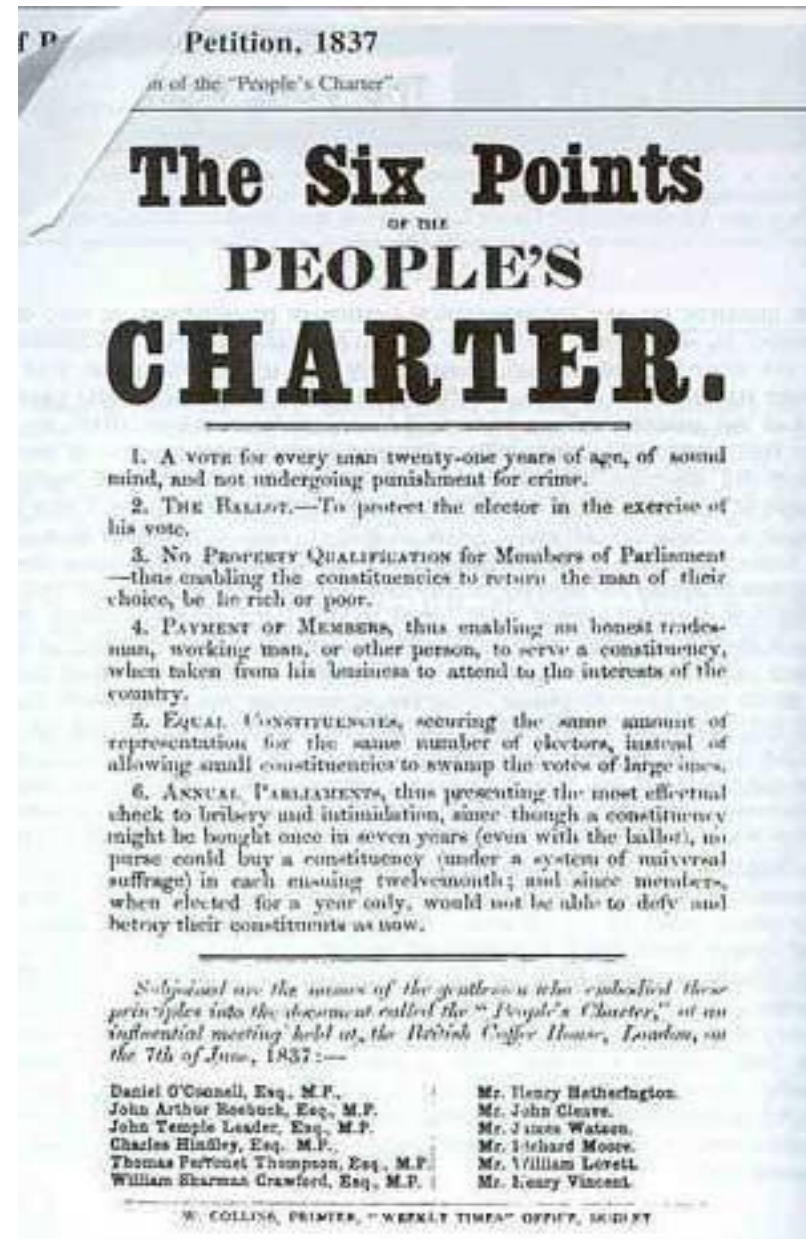 f P Petition, 1837
n of the "People's Charter".
The Six Points
OF THE
PEOPLE'S
CHARTER.
1. A VOTE for every man twenty-one years of age, of sound
mind, and not undergoing punishment for crime.
2. THE BALLOT.—To protect the elector in the exercise of
his vote.
3. No PROPERTY QUALIFICATION for Members of Parliament
—thus enabling the constituencies to return the man of their
choice, be he rich or poor.
4. PAYMENT OF MEMBERS, thus enabling an honest trades-
man, working man, or other person, to serve a constituency,
when taken from his business to attend to the interests of the
country.
5. EQUAL CONSTITUENCIES, securing the same amount of
representation for the same number of electors, instead of
allowing small constituencies to swamp the votes of large ones.
6. ANNUAL PARLIAMENTS, thus presenting the most effectual
check to bribery and intimidation, since though a constituency
might be bought once in seven years (even with the ballot), no
purse could buy a constituency (under a system of universal
suffrage) in each ensuing twelvemonth; and since members,
when elected for a year only, would not be able to defy and
betray their constituents as now.
Subjoined are the names of the gentlemen who embodied these
principles into the document called the "People's Charter," at an
influential meeting held at the British Coffee House, London, on
the 7th of June, 1837:—
Daniel O'Connell, Esq., M.P.,
John Arthur Roebuck, Esq., M.P.
John Temple Leader, Esq., M.P.
Charles Hindley, Esq., M.P.,
Thomas Perronet Thompson, Esq., M.P.
William Sharman Crawford, Esq., M.P.
Mr. Henry Hetherington.
Mr. John Cleave.
Mr. James Watson.
Mr. Richard Moore.
Mr. William Lovett.
Mr. Henry Vincent.
W. COLLINS, PRINTER, "WEEKLY TIMES" OFFICE, DUDLEY